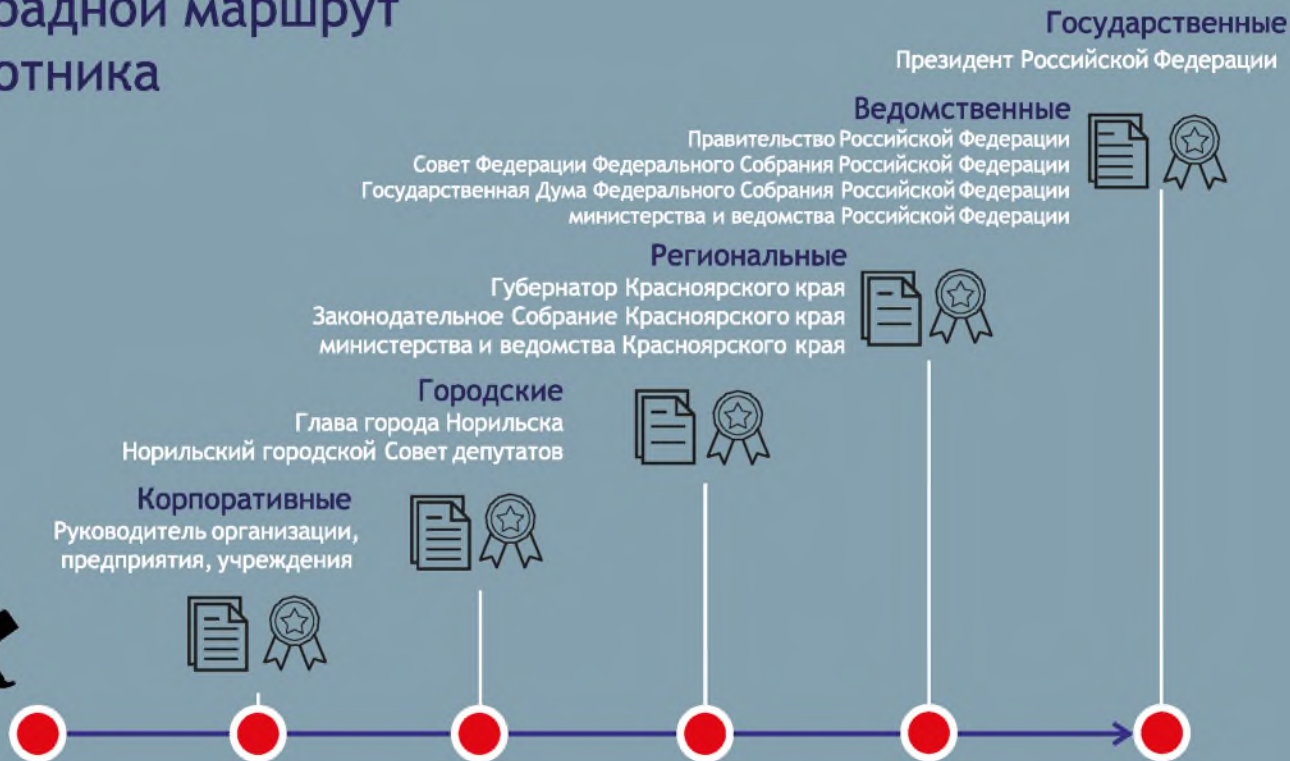 маршрут
Государственные
Президент Российской Федерации
Ведомственные
Правительство Российской Федерации
Совет Федерации Федерального Собрания Российской Федерации
Государственная Дума Федерального Собрания Российской Федерации
министерства и ведомства Российской Федерации
Региональные
Губернатор Красноярского края
Законодательное Собрание Красноярского края
министерства и ведомства Красноярского края
Городские
Глава города Норильска
Норильский городской Совет депутатов
Корпоративные
Руководитель организации,
предприятия, учреждения